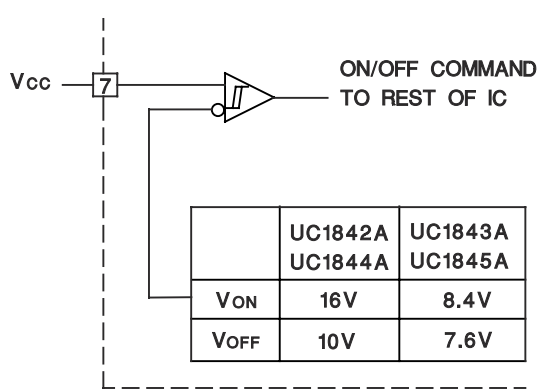 ON/OFF COMMAND
Vcc 7 TO REST OF IC
UC1842A UC1843A
UC1844A UC1845A
VON 16V 8.4V
VOFF 10V 7.6V